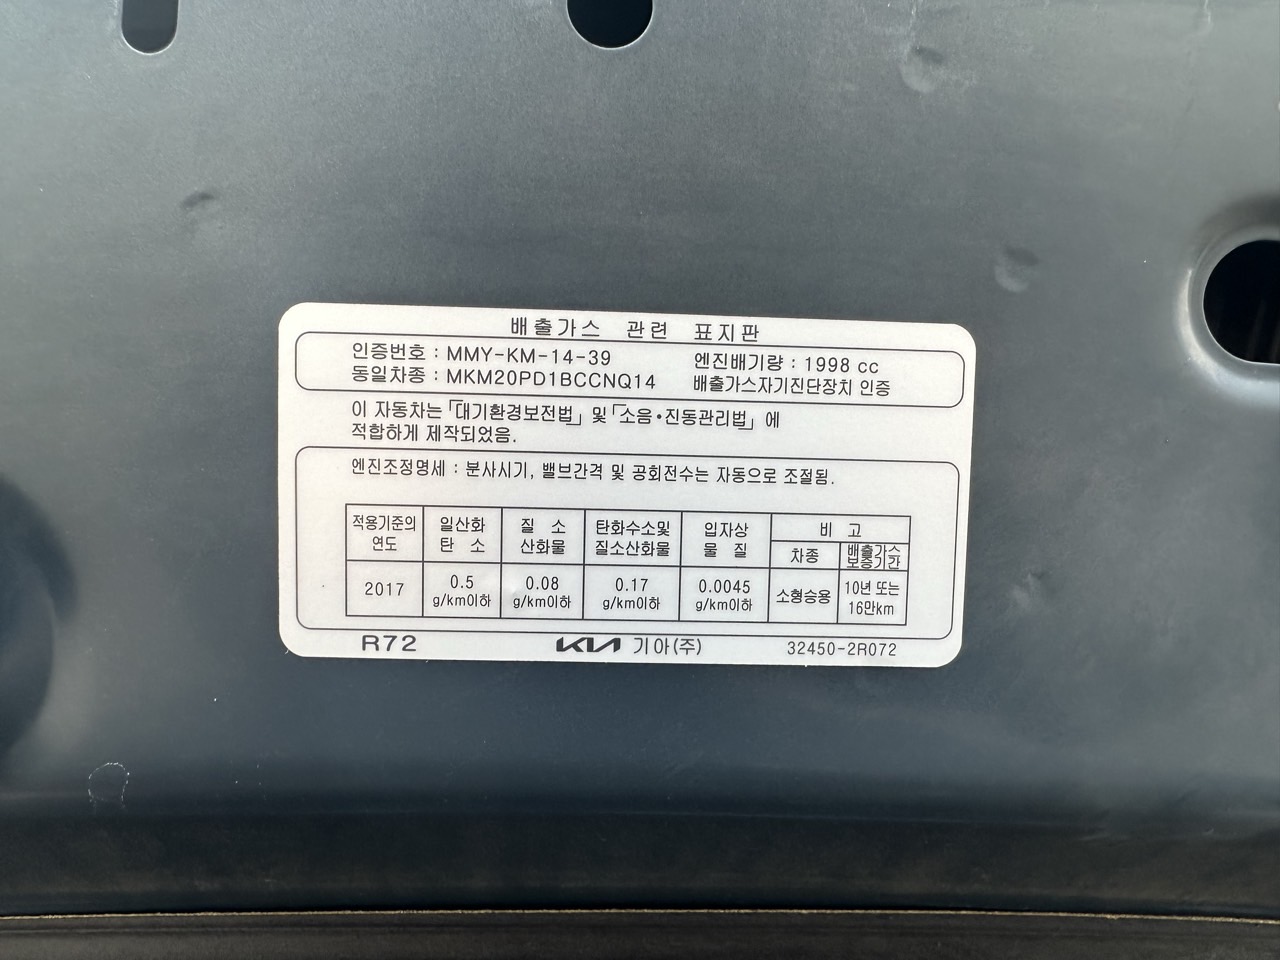 배출가스 관련 표지판
인증번호 : MMY-KM-14-39 엔진배기량 : 1998 cc
동일차종 : MKM20PD1BCCNQ14 배출가스자기진단장치 인증
이 자동차는「대기환경보전법」및「소음•진동관리법」에
적합하게 제작되었음.
엔진조정명세 : 분사시기, 밸브간격 및 공회전수는 자동으로 조절됨.
적용기준의 일산화 질 소 탄화수소및 입자상 비 고
연도 탄 소 산화물 질소산화물 물 질 차종 배출가스
보증기간
2017 0.5 0.08 0.17 0.0045 소형승용 10년 또는
g/km이하 g/km이하 g/km이하 g/km이하 16만km
R72 KIA 기아(주) 32450-2R072